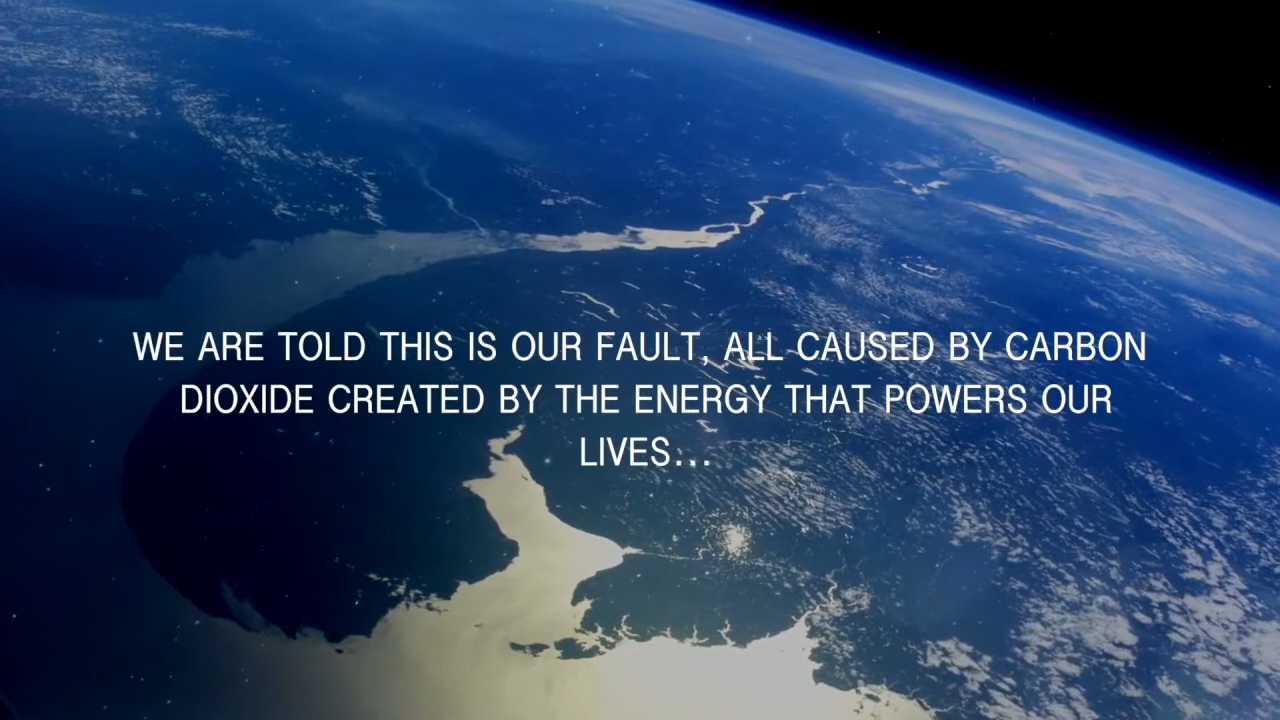 WE ARE TOLD THIS IS OUR FAULT, ALL CAUSED BY CARBON
DIOXIDE CREATED BY THE ENERGY THAT POWERS OUR
LIVES...